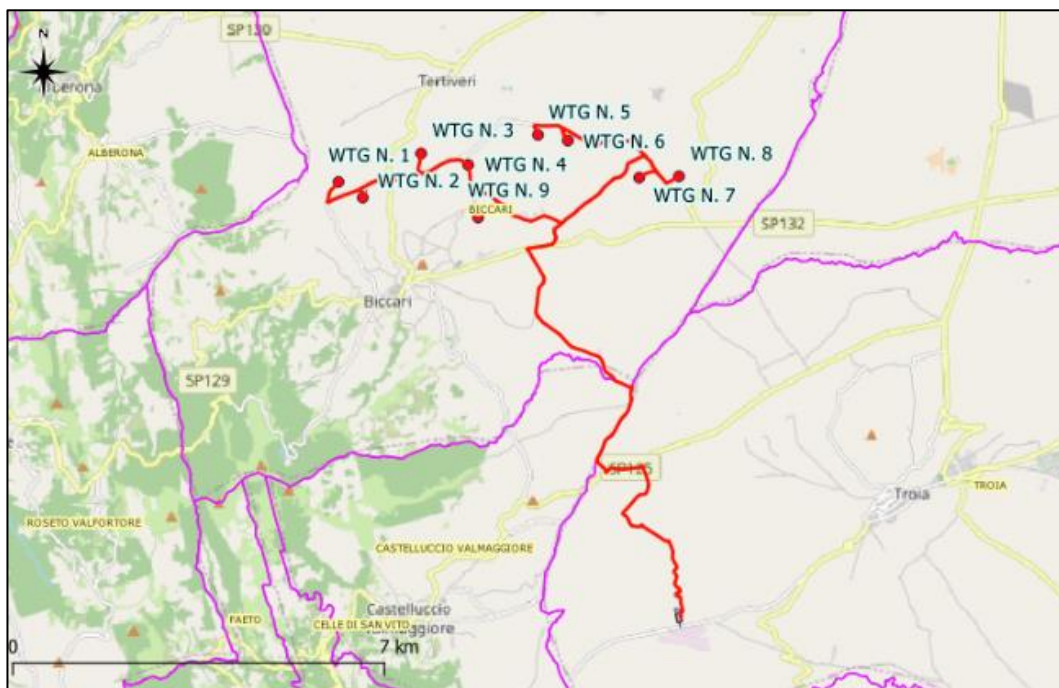 N
SP130
Tertiveri
ALBERONA
WTG N. 5
WTG N. 3
WTG N. 6
WTG N. 1
WTG N. 4
WTG N. 8
WTG N. 2
WTG N. 9
WTG N. 7
BICCARI
SP132
Biccari
SP129
SP125
TROIA
Troia
ROSETO VALFORTORE
CASTELLUCCIO VALMAGGIORE
Castelluccio
Valmaggiore
FAETO
CELLE DI SAN VITO
0
7 km